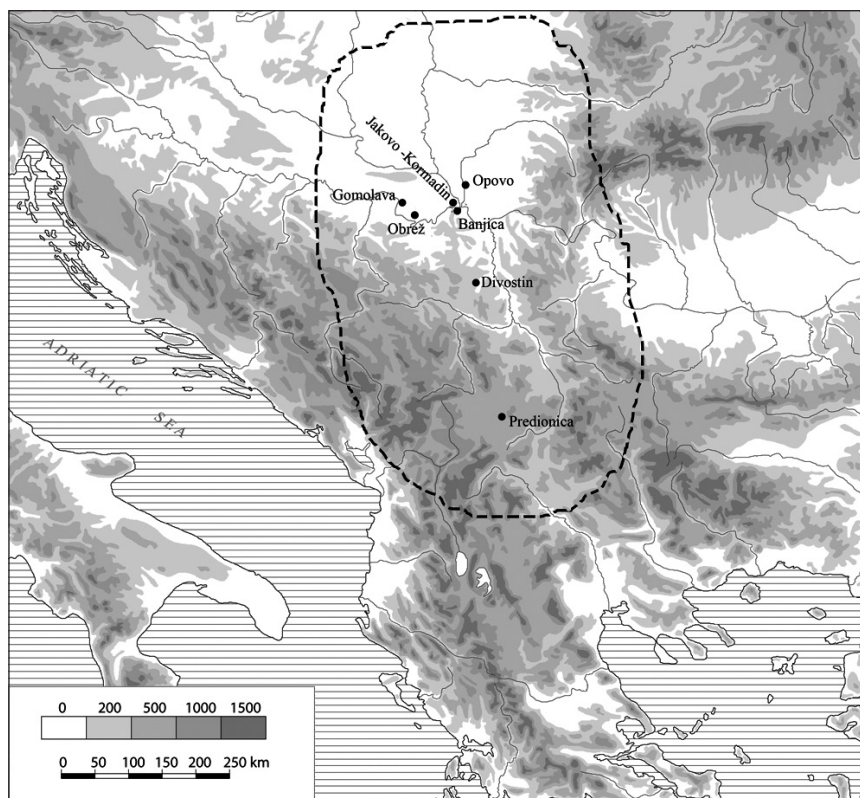 Jakovo -Kormadin
Opovo
Gomolava
Obrež
Banjica
Divostin
ADRIATIC
SEA
Predionica
0 200 500 1000 1500
0 50 100 150 200 250 km